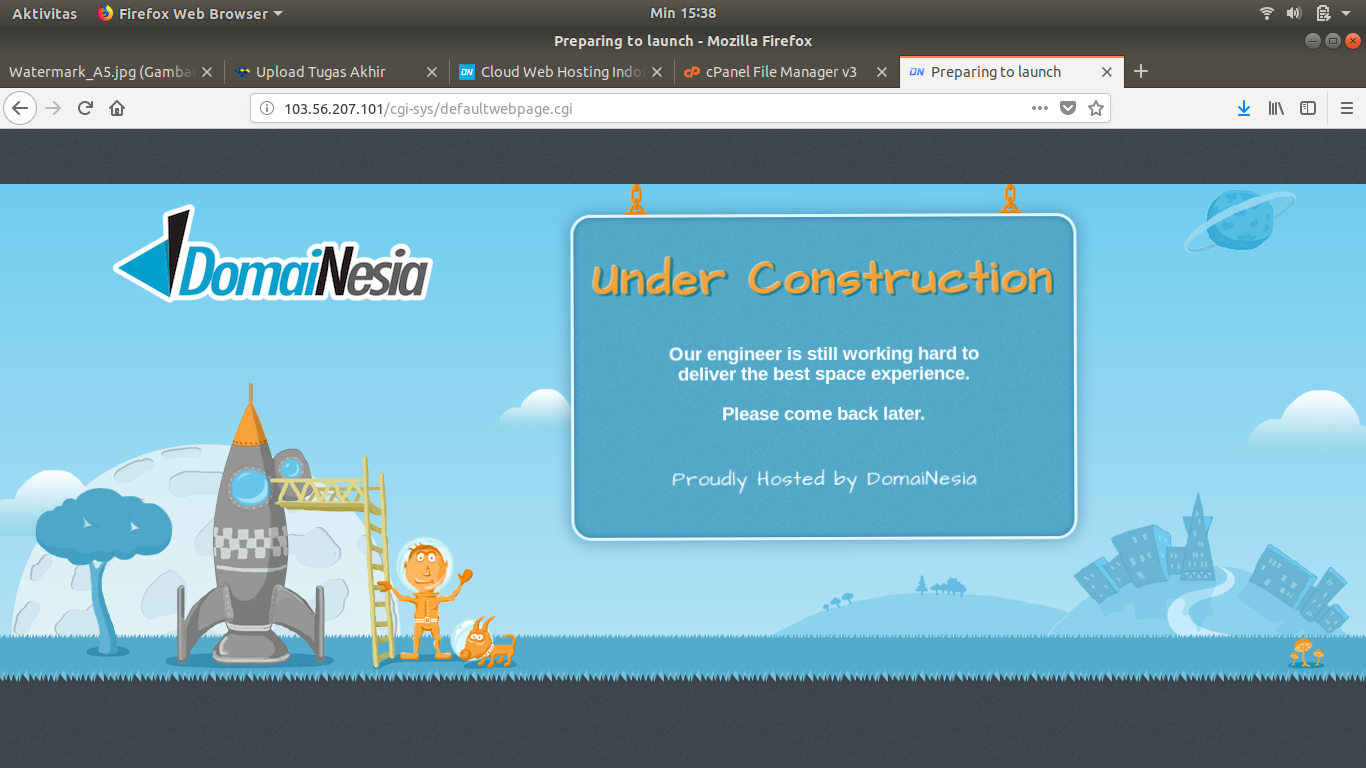 Aktivitas
Firefox Web Browser
Min 15:38
Preparing to launch - Mozilla Firefox
Watermark_A5.jpg (Gamba
Upload Tugas Akhir
Cloud Web Hosting Indo
cPanel File Manager v3
DN Preparing to launch
103.56.207.101/cgi-sys/defaultwebpage.cgi
DomaiNesia
Under Construction
Our engineer is still working hard to
deliver the best space experience.
Please come back later.
Proudly Hosted by DomaiNesia